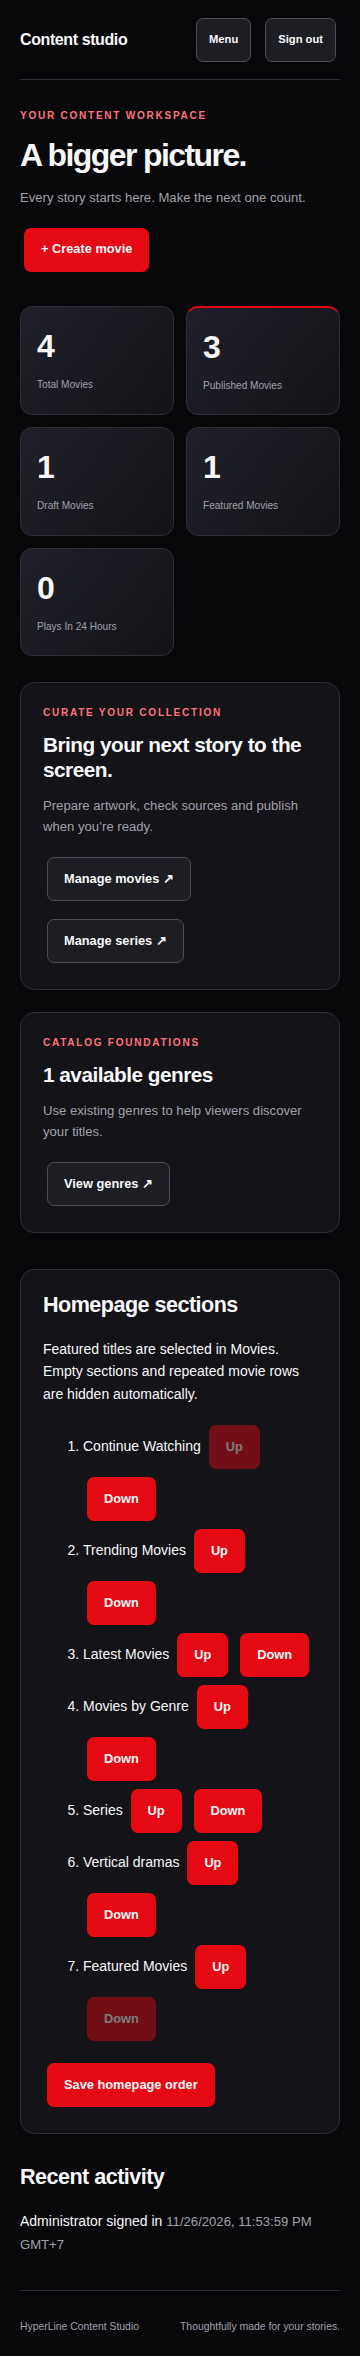 Content studio
Menu
Sign out
YOUR CONTENT WORKSPACE
A bigger picture.
Every story starts here. Make the next one count.
+ Create movie
4
Total Movies
3
Published Movies
1
Draft Movies
1
Featured Movies
0
Plays In 24 Hours
CURATE YOUR COLLECTION
Bring your next story to the
screen.
Prepare artwork, check sources and publish
when you’re ready.
Manage movies ↗
Manage series ↗
CATALOG FOUNDATIONS
1 available genres
Use existing genres to help viewers discover
your titles.
View genres ↗
Homepage sections
Featured titles are selected in Movies.
Empty sections and repeated movie rows
are hidden automatically.
1. Continue Watching Up
Down
2. Trending Movies Up
Down
3. Latest Movies Up Down
4. Movies by Genre Up
Down
5. Series Up Down
6. Vertical dramas Up
Down
7. Featured Movies Up
Down
Save homepage order
Recent activity
Administrator signed in 11/26/2026, 11:53:59 PM
GMT+7
HyperLine Content Studio
Thoughtfully made for your stories.